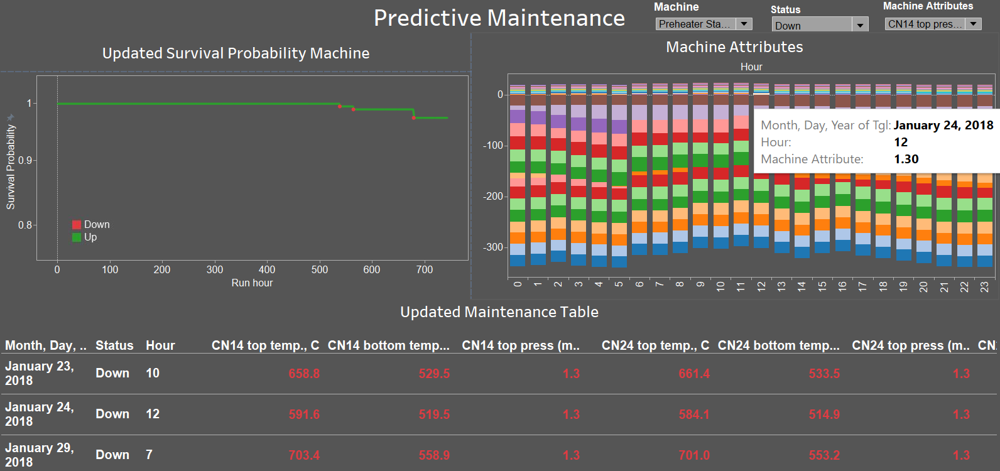 Predictive Maintenance
Machine
Preheater Sta...
Status
Down
Machine Attributes
CN14 top pres...
Updated Survival Probability Machine
Survival Probability
1
0.9
0.8
Down
Up
0 100 200 300 400 500 600 700
Run hour
Machine Attributes
Hour
0
-100
-200
-300
Month, Day, Year of Tgl: January 24, 2018
Hour: 12
Machine Attribute: 1.30
0 1 2 3 4 5 6 7 8 9 10 11 12 13 14 15 16 17 18 19 20 21 22 23
Updated Maintenance Table
Month, Day, .. Status Hour CN14 top temp., C CN14 bottom temp... CN14 top press (m.. CN24 top temp., C CN24 bottom temp... CN24 top press (m.. CN
January 23,
2018 Down 10 658.8 529.5 1.3 661.4 533.5 1.3
January 24,
2018 Down 12 591.6 519.5 1.3 584.1 514.9 1.3
January 29,
2018 Down 7 703.4 558.9 1.3 701.0 553.2 1.3